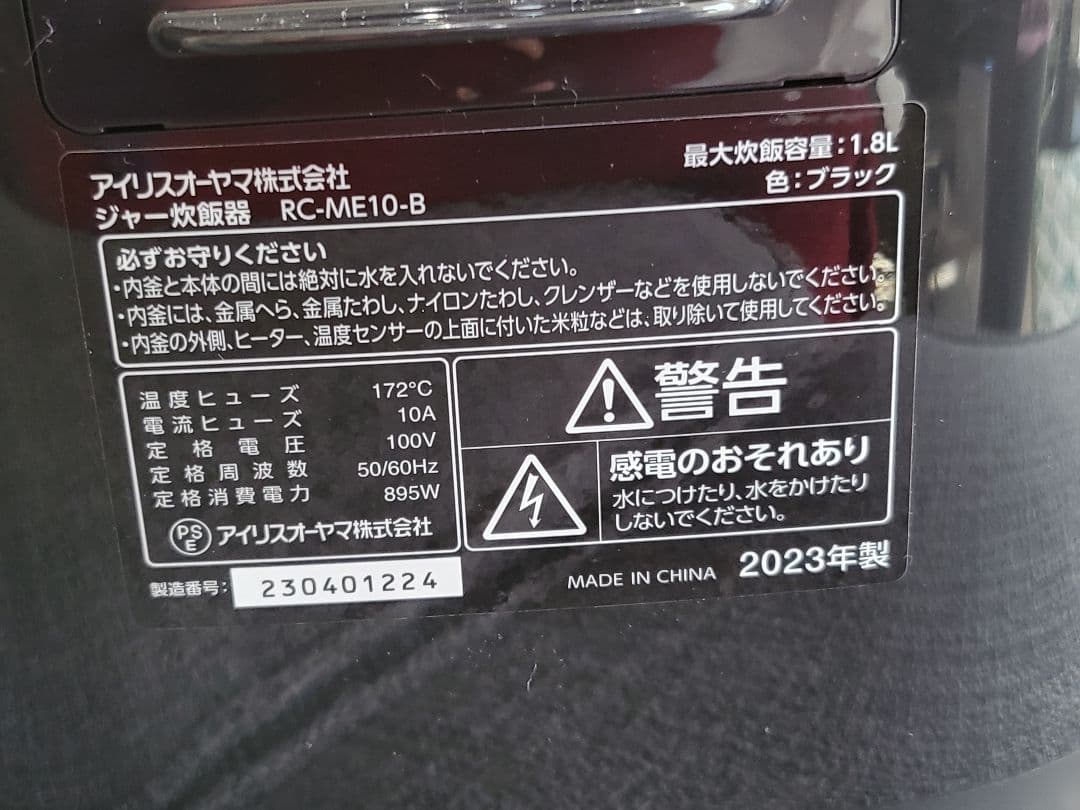 アイリスオーヤマ株式会社
最大炊飯容量:1.8L
ジャー炊飯器 RC-ME10-B
色:ブラック
必ずお守りください
・内釜と本体の間には絶対に水を入れないでください。
・内釜には、金属へら、金属たわし、ナイロンたわし、クレンザーなどを使用しないでください。
・内釜の外側、ヒーター、温度センサーの上面に付いた米粒などは、取り除いて使用してください。
温度ヒューズ 172℃
電流ヒューズ 10A
定格電圧 100V
定格周波数 50/60Hz
定格消費電力 895W
PSE アイリスオーヤマ株式会社
警告
感電のおそれあり
水につけたり、水をかけたり
しないでください。
製造番号: 230401224
MADE IN CHINA 2023年製